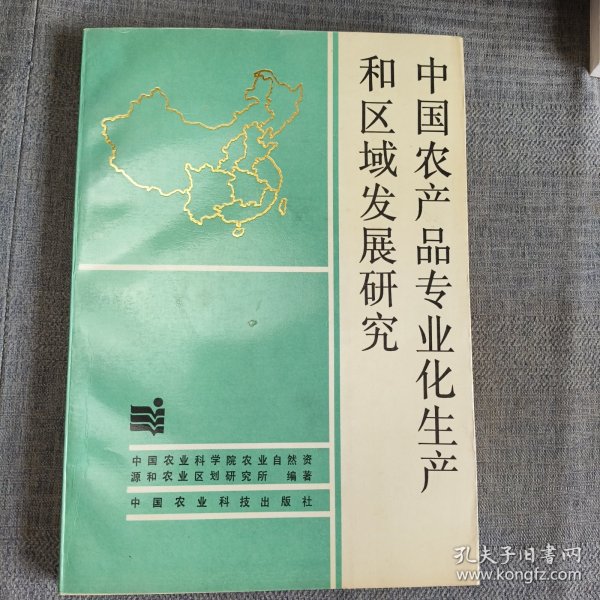 中国农产品专业化生产
和区域发展研究
中国农业科学院农业自然资
源和农业区划研究所 编著
中国农业科技出版社
孔夫子旧书网
www.kongfz.com